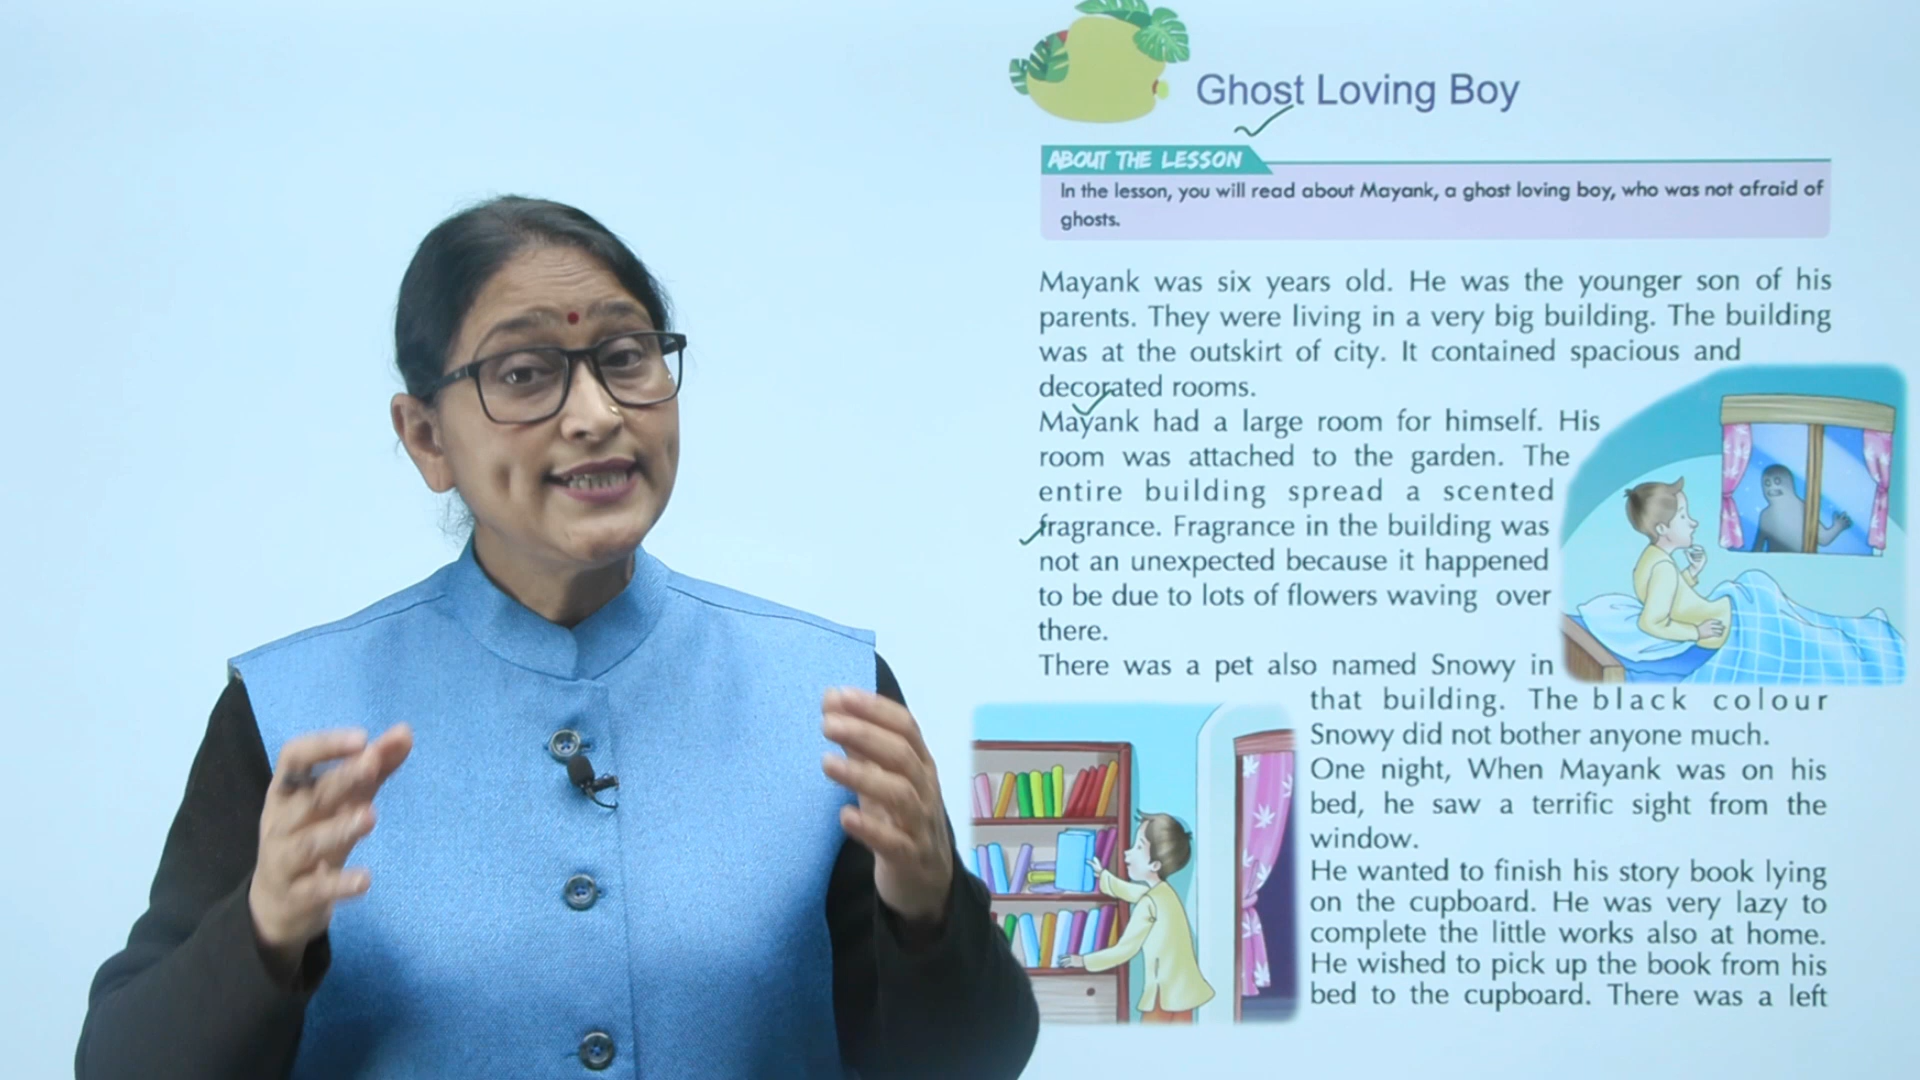 Ghost Loving Boy
ABOUT THE LESSON
In the lesson, you will read about Mayank, a ghost loving boy, who was not afraid of
ghosts.
Mayank was six years old. He was the younger son of his
parents. They were living in a very big building. The building
was at the outskirt of city. It contained spacious and
decorated rooms.
Mayank had a large room for himself. His
room was attached to the garden. The
entire building spread a scented
fragrance. Fragrance in the building was
not an unexpected because it happened
to be due to lots of flowers waving over
there.
There was a pet also named Snowy in
that building. The black colour
Snowy did not bother anyone much.
One night, When Mayank was on his
bed, he saw a terrific sight from the
window.
He wanted to finish his story book lying
on the cupboard. He was very lazy to
complete the little works also at home.
He wished to pick up the book from his
bed to the cupboard. There was a left